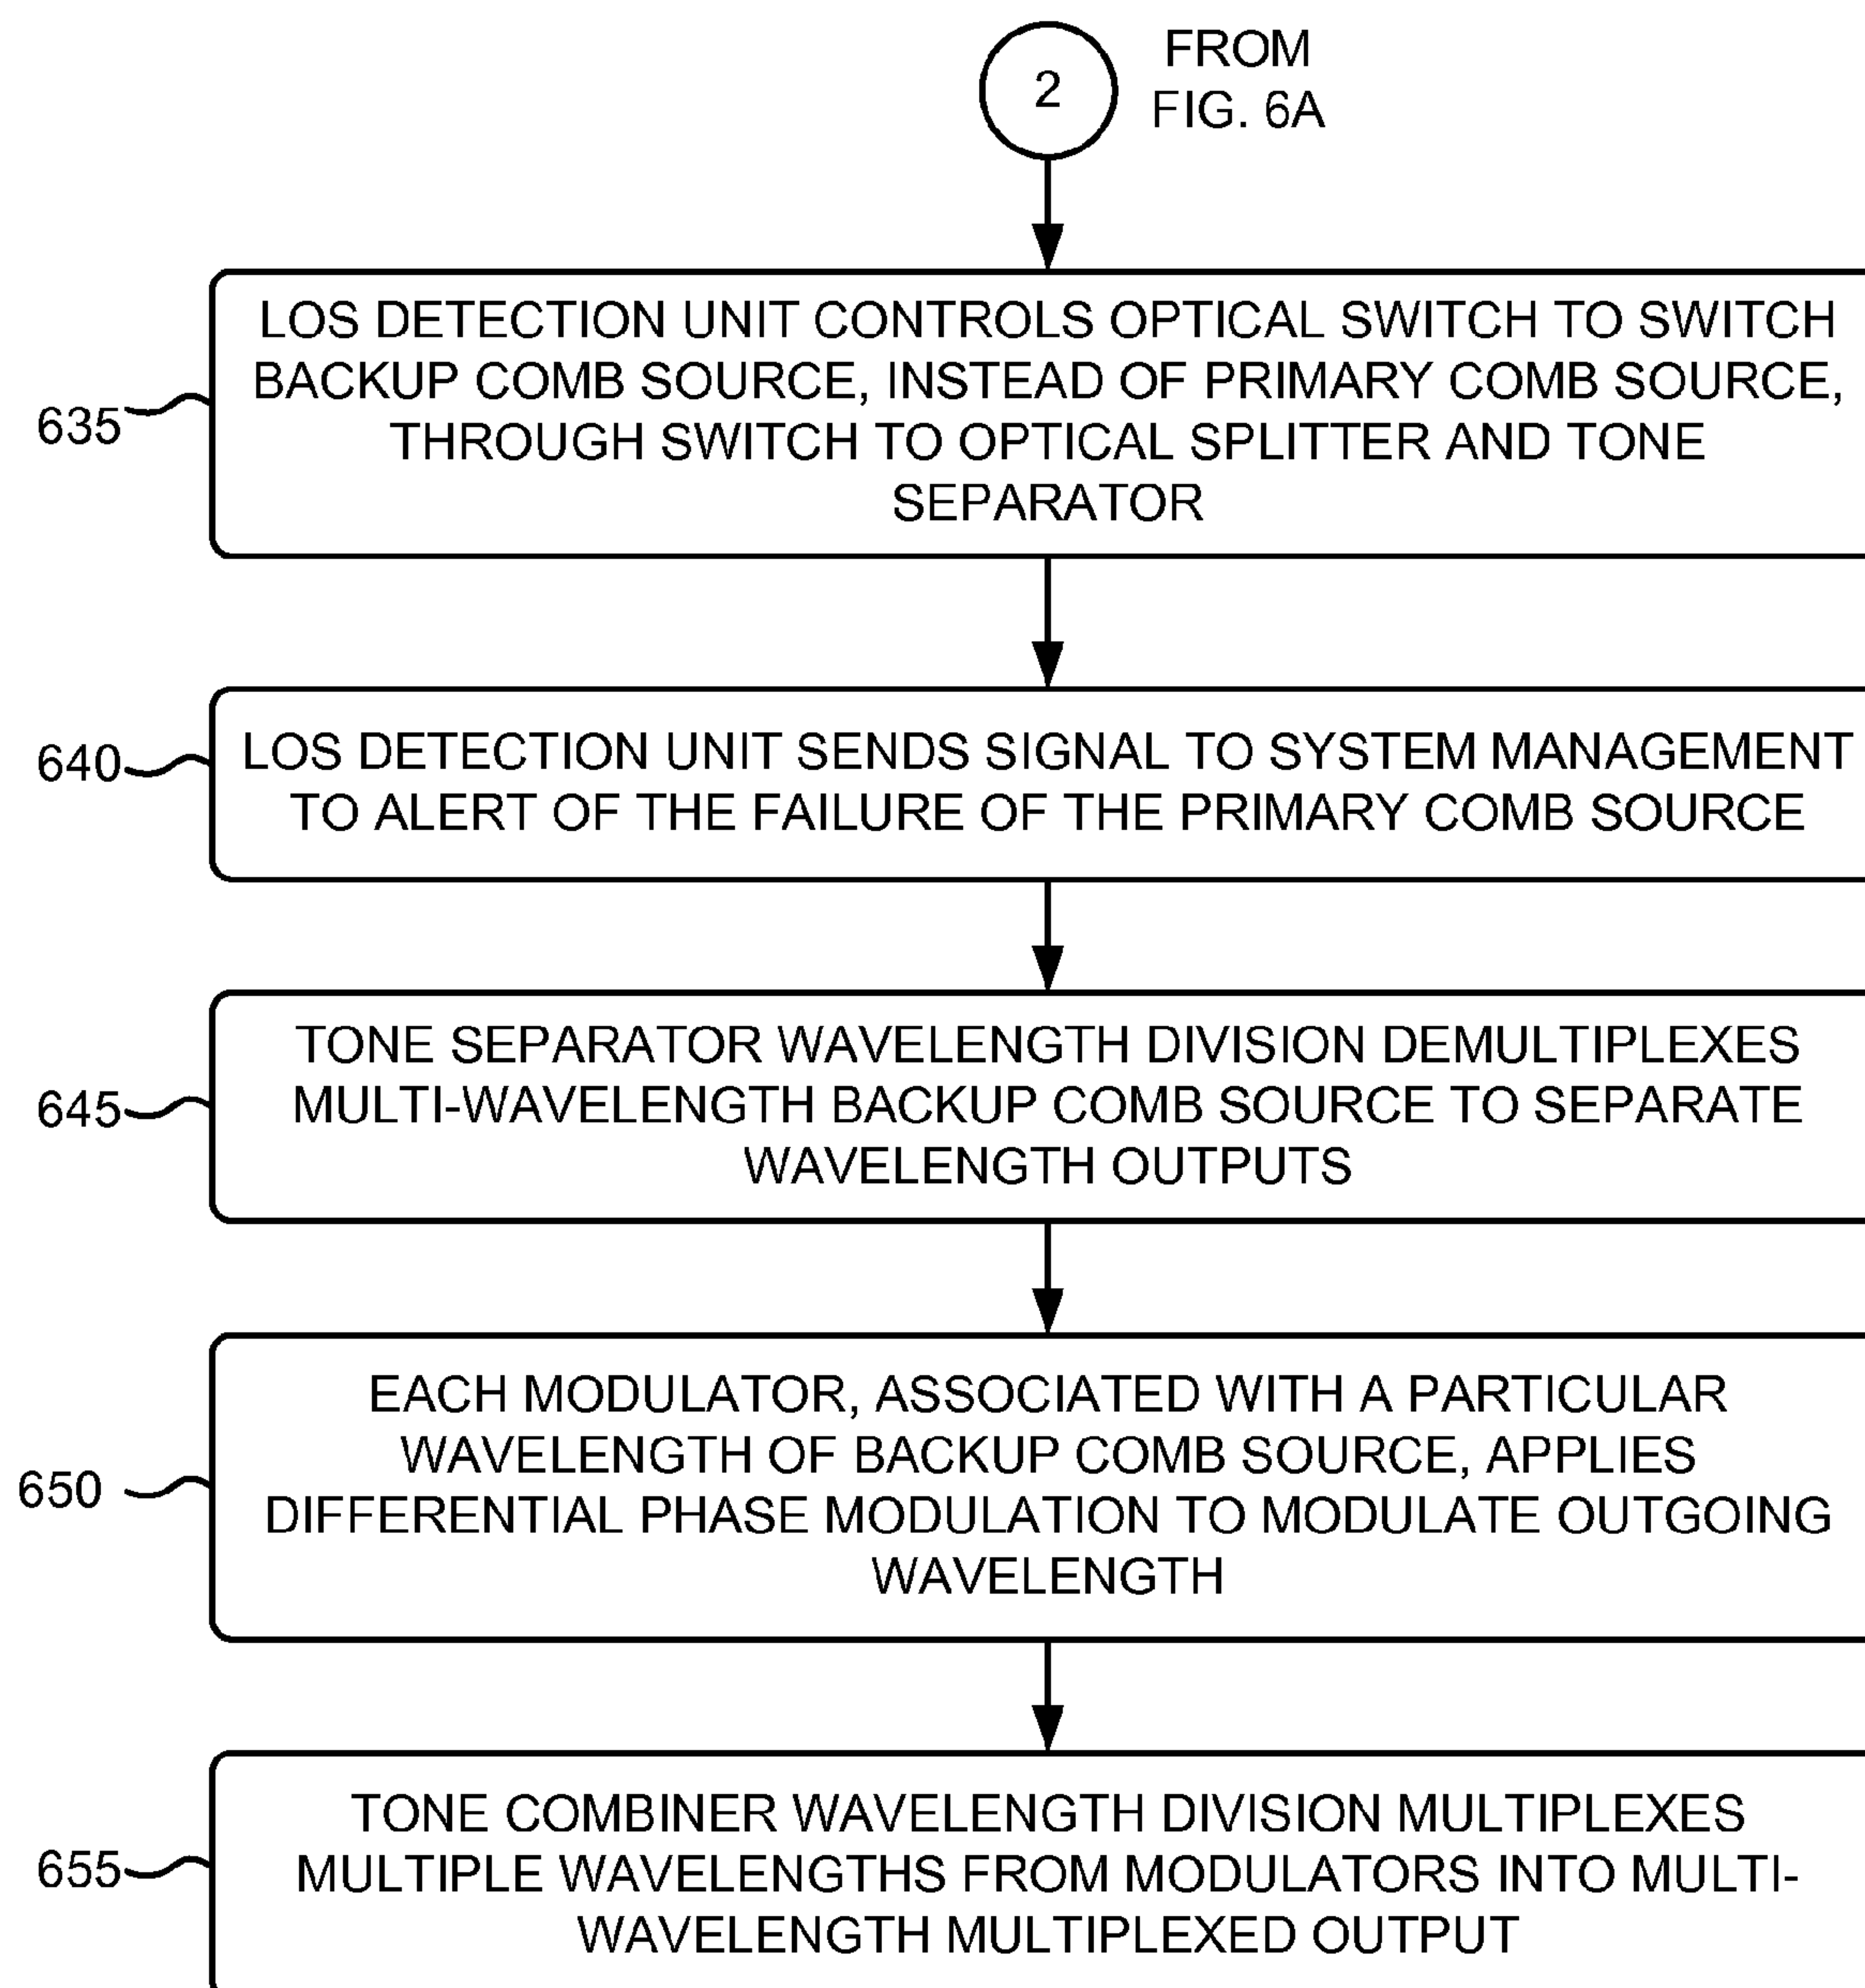 2
FROM
FIG. 6A
635
LOS DETECTION UNIT CONTROLS OPTICAL SWITCH TO SWITCH
BACKUP COMB SOURCE, INSTEAD OF PRIMARY COMB SOURCE,
THROUGH SWITCH TO OPTICAL SPLITTER AND TONE
SEPARATOR
640
LOS DETECTION UNIT SENDS SIGNAL TO SYSTEM MANAGEMENT
TO ALERT OF THE FAILURE OF THE PRIMARY COMB SOURCE
645
TONE SEPARATOR WAVELENGTH DIVISION DEMULTIPLEXES
MULTI-WAVELENGTH BACKUP COMB SOURCE TO SEPARATE
WAVELENGTH OUTPUTS
650
EACH MODULATOR, ASSOCIATED WITH A PARTICULAR
WAVELENGTH OF BACKUP COMB SOURCE, APPLIES
DIFFERENTIAL PHASE MODULATION TO MODULATE OUTGOING
WAVELENGTH
655
TONE COMBINER WAVELENGTH DIVISION MULTIPLEXES
MULTIPLE WAVELENGTHS FROM MODULATORS INTO MULTI-
WAVELENGTH MULTIPLEXED OUTPUT